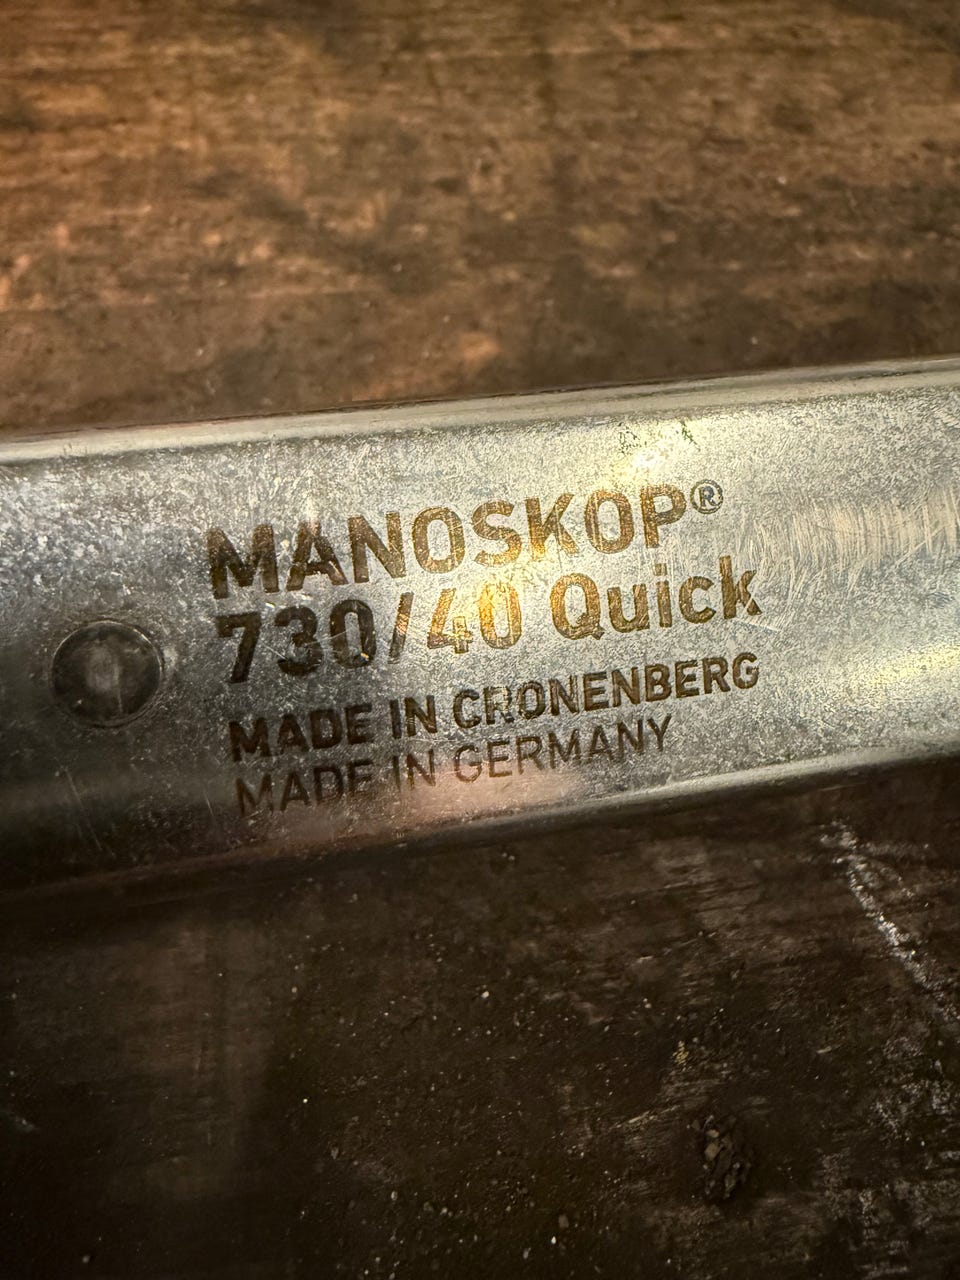 MANOSKOP®
730/40 Quick
MADE IN CRONENBERG
MADE IN GERMANY